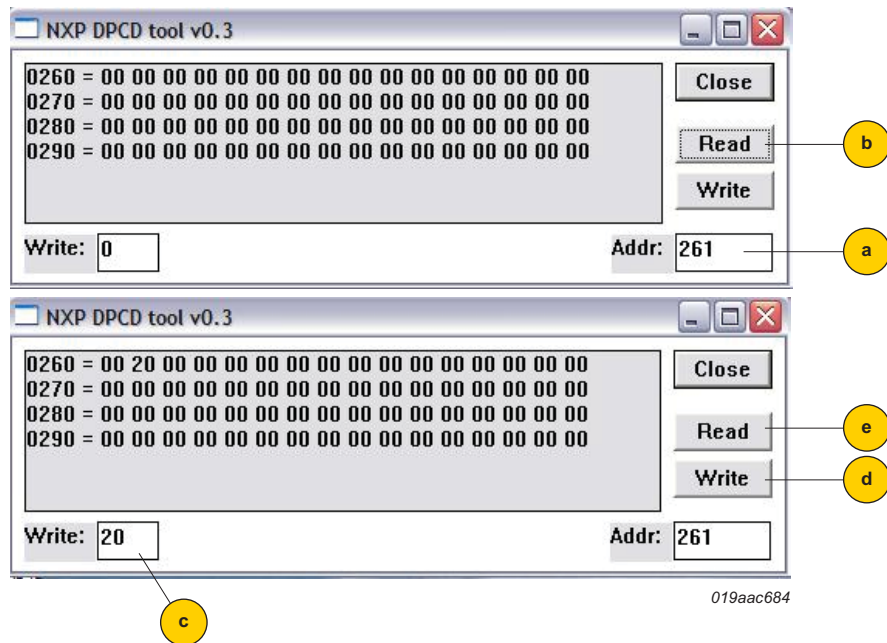 NXP DPCD tool v0.3
0260 = 00 00 00 00 00 00 00 00 00 00 00 00 00 00 00 00
0270 = 00 00 00 00 00 00 00 00 00 00 00 00 00 00 00 00
0280 = 00 00 00 00 00 00 00 00 00 00 00 00 00 00 00 00
0290 = 00 00 00 00 00 00 00 00 00 00 00 00 00 00 00 00
Close
Read
b
Write
Write: 0
Addr: 261
a
NXP DPCD tool v0.3
0260 = 00 20 00 00 00 00 00 00 00 00 00 00 00 00 00 00
0270 = 00 00 00 00 00 00 00 00 00 00 00 00 00 00 00 00
0280 = 00 00 00 00 00 00 00 00 00 00 00 00 00 00 00 00
0290 = 00 00 00 00 00 00 00 00 00 00 00 00 00 00 00 00
Close
Read
e
Write
d
Write: 20
Addr: 261
019aac684
c